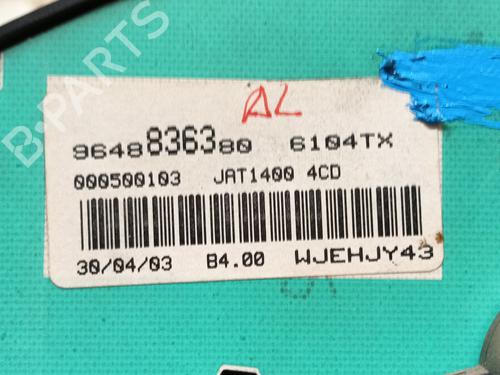 AL
9648836380 6104TX
000500103 JAT1400 4CD
30/04/03 B4.00 WJEHJY43
B-PARTS